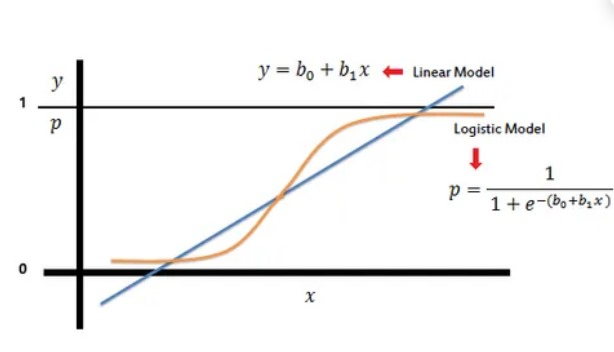 y = b₀ + b₁x
Linear Model
y
1
p
Logistic Model
p = 1 / (1 + e^−(b₀+b₁x))
0
x